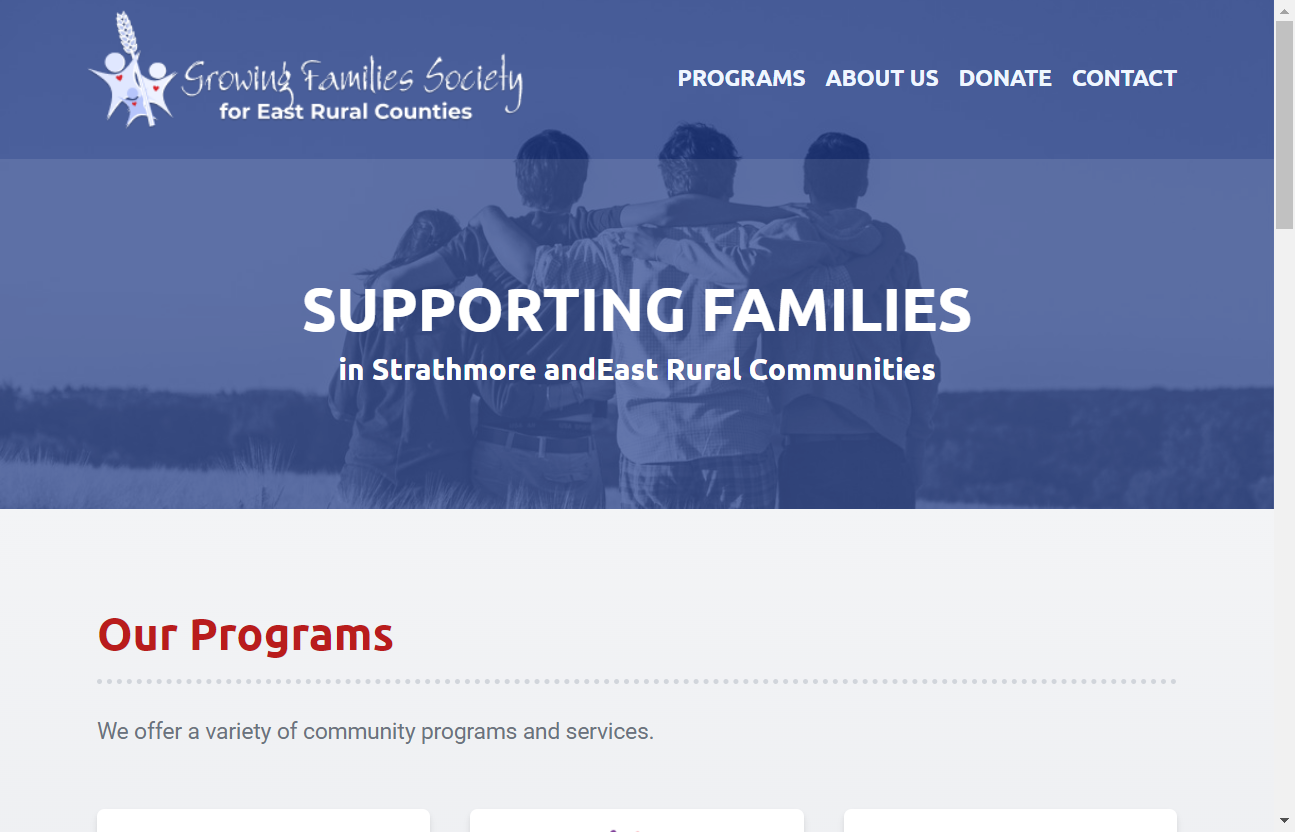 Growing Families Society
for East Rural Counties
PROGRAMS ABOUT US DONATE CONTACT
SUPPORTING FAMILIES
in Strathmore andEast Rural Communities
Our Programs
We offer a variety of community programs and services.